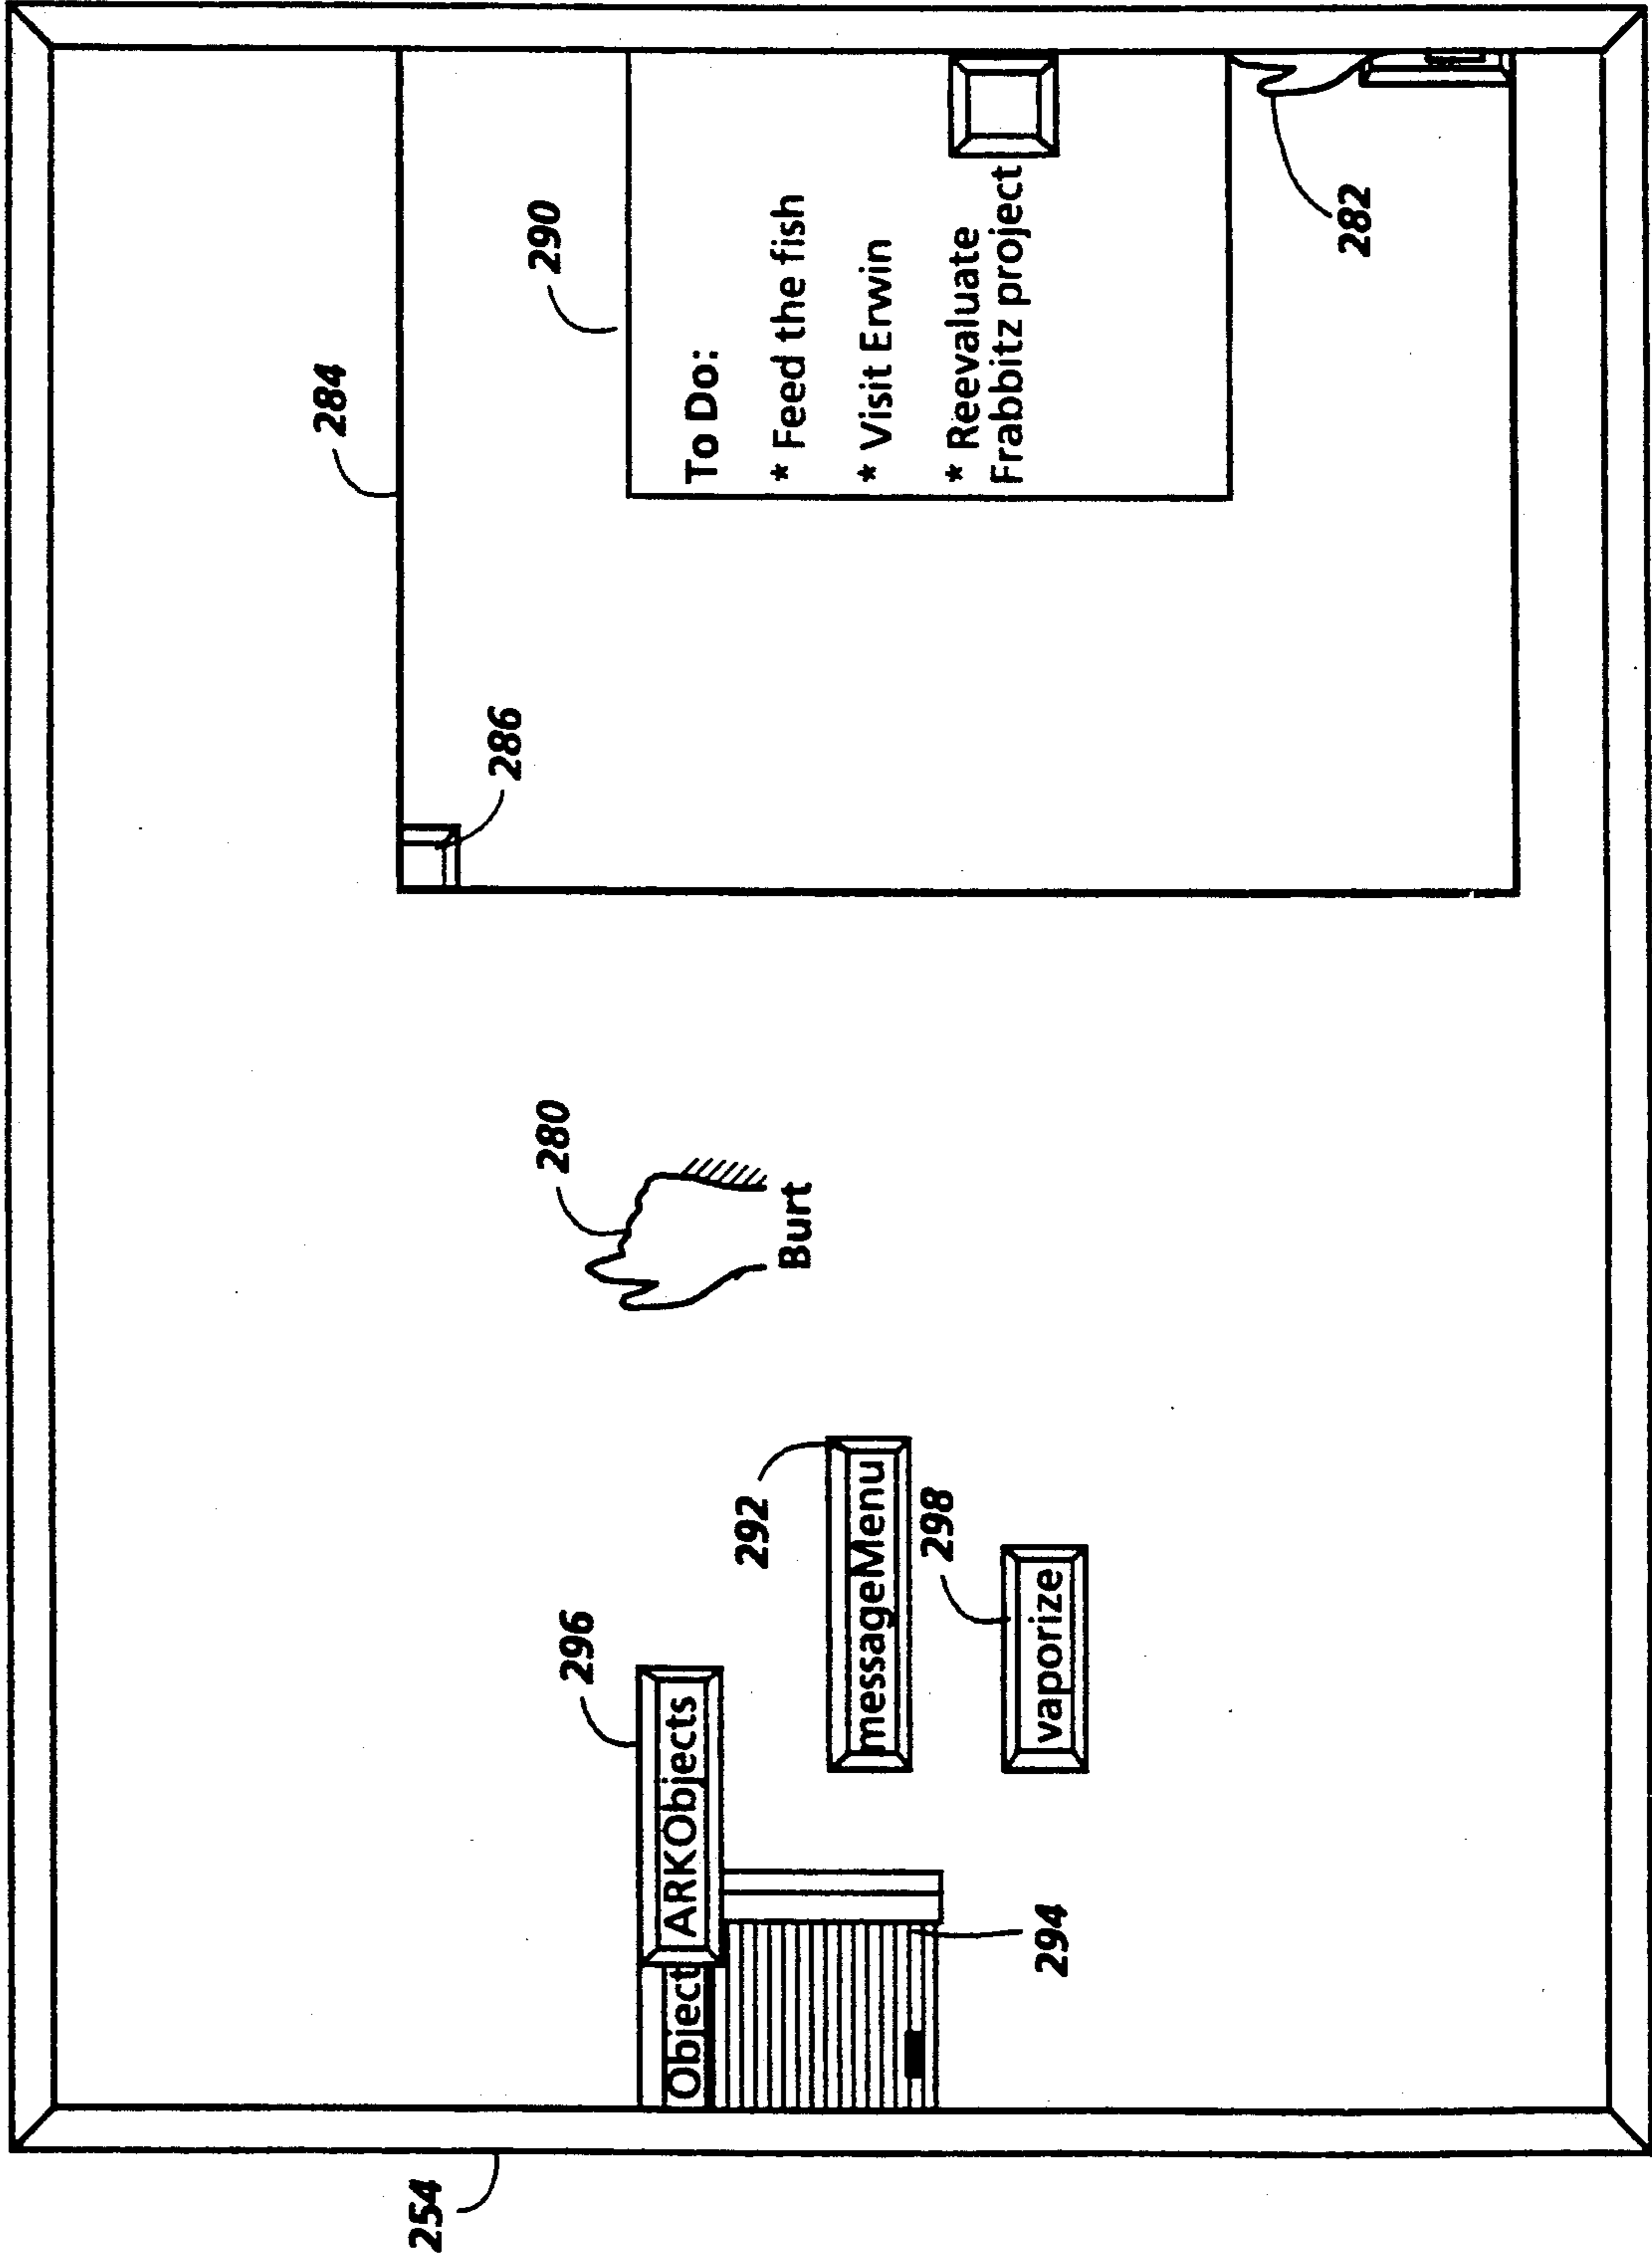 284
254
286
290
280
296
Object
ARKObjects
292
Burt
messageMenu
298
vaporize
294
To Do:
* Feed the fish
* Visit Erwin
* Reevaluate
Frabbitz project
282